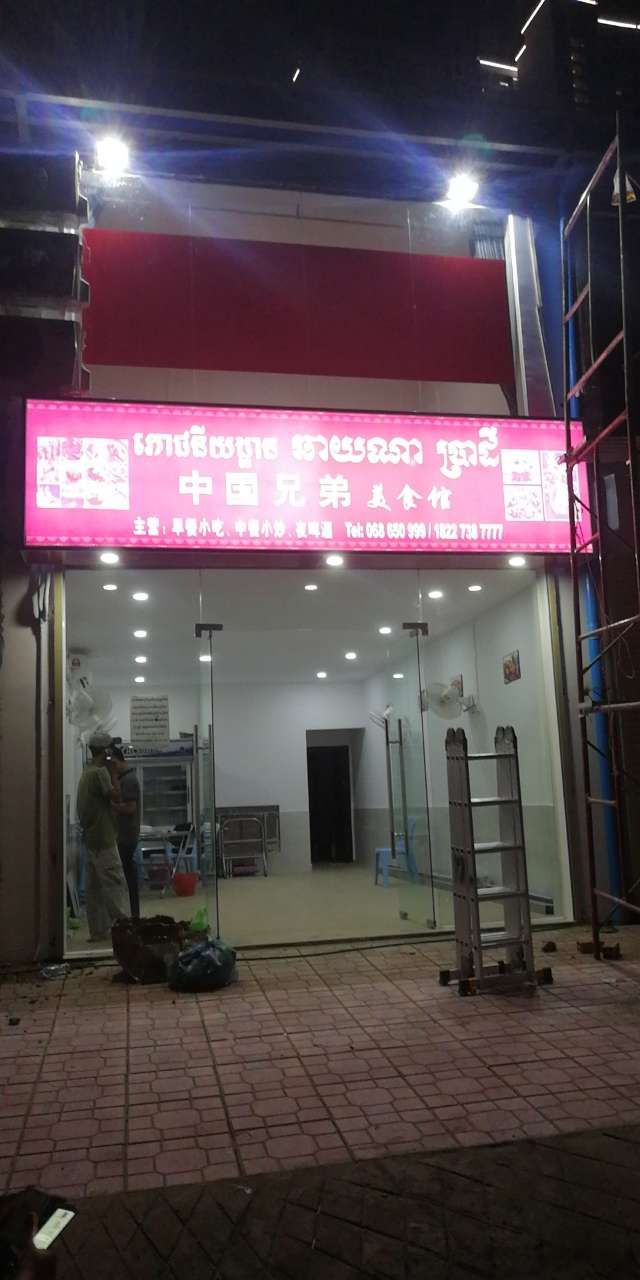 ភោជនីយដ្ឋាន ឆាយណា ប្រាដឺ
中国兄弟 美食馆
主营：早餐小吃、中餐小炒、夜啤酒 Tel: 068 650 999 / 1822 738 7777